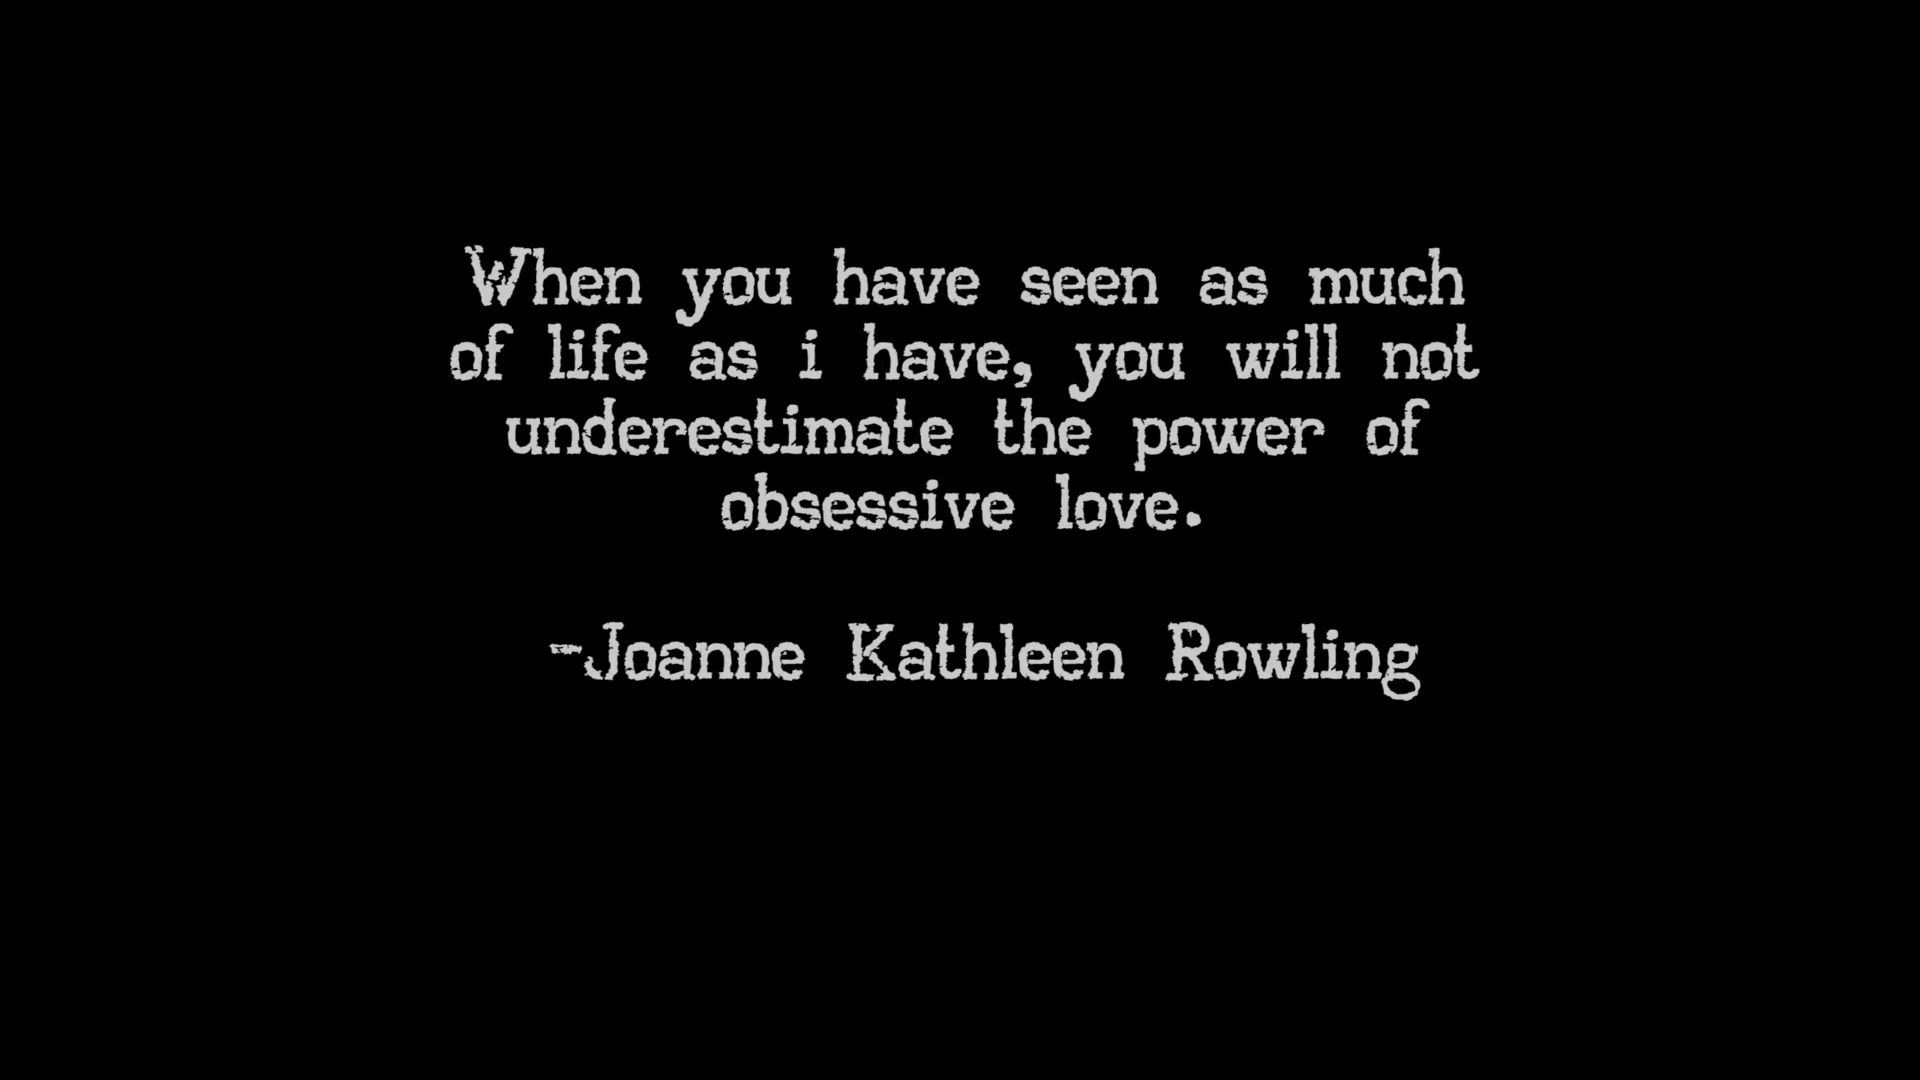 When you have seen as much
of life as i have, you will not
underestimate the power of
obsessive love.
-Joanne Kathleen Rowling